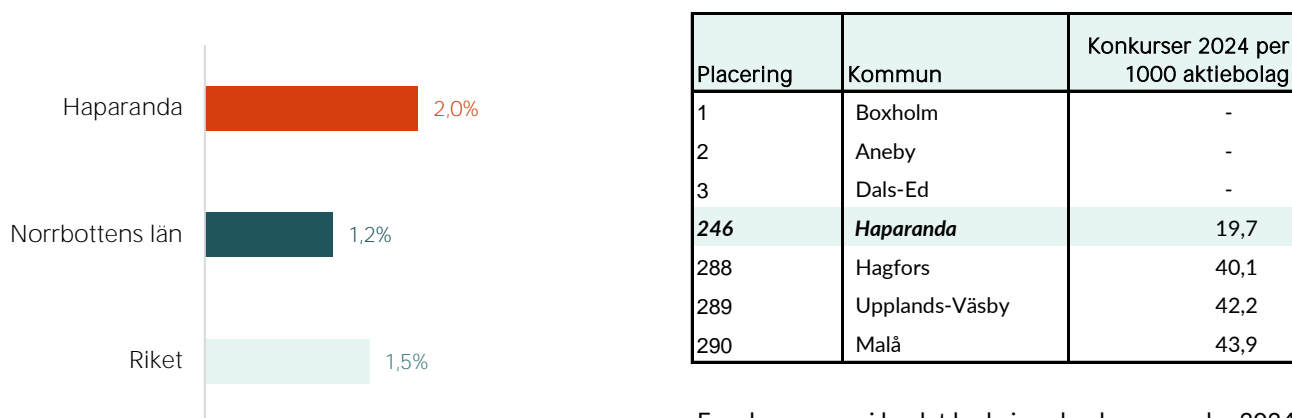 Haparanda
2,0%
Norrbottens län
1,2%
Riket
1,5%
Konkurser 2024 per
Placering Kommun 1000 aktiebolag
1 Boxholm -
2 Aneby -
3 Dals-Ed -
246 Haparanda 19,7
288 Hagfors 40,1
289 Upplands-Väsby 42,2
290 Malå 43,9